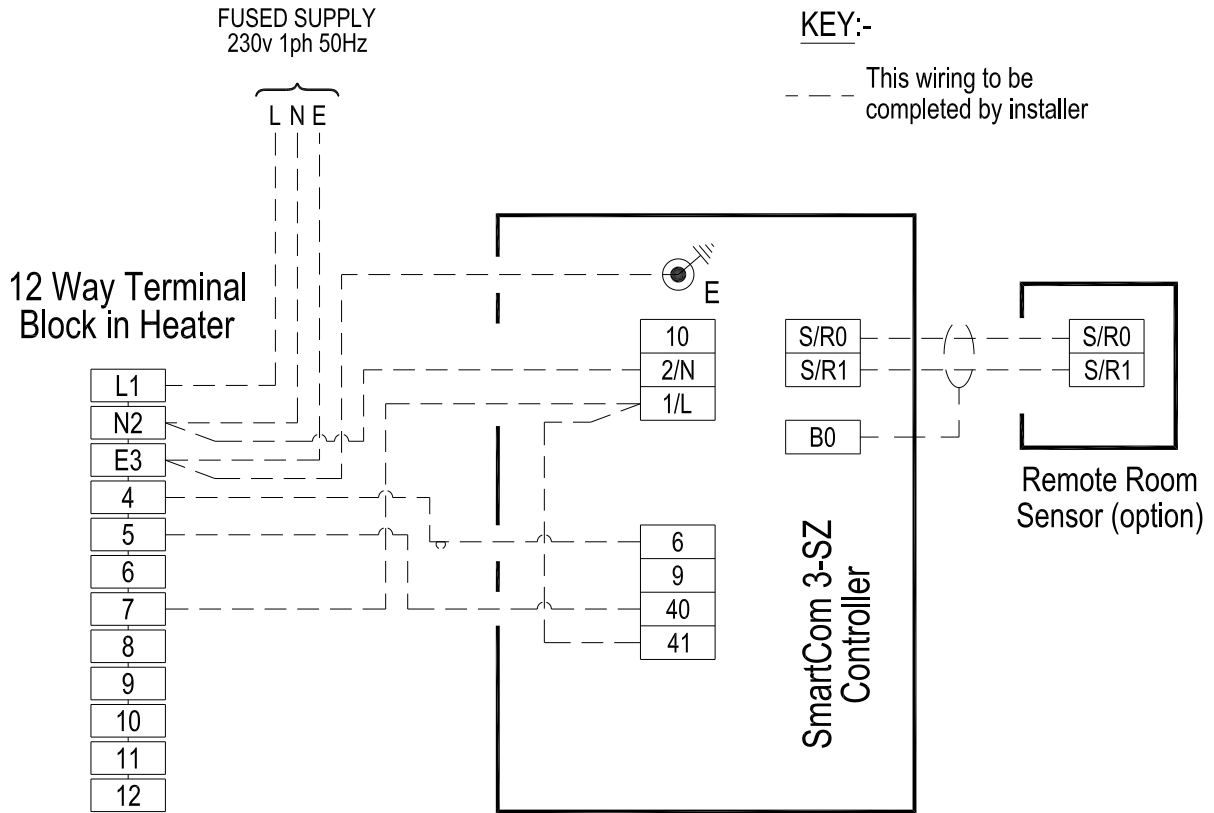 FUSED SUPPLY
230v 1ph 50Hz
L N E
KEY:-
This wiring to be
completed by installer
12 Way Terminal
Block in Heater
L1
N2
E3
4
5
6
7
8
9
10
11
12
E
10
2/N
1/L
6
9
40
41
S/R0
S/R1
B0
SmartCom 3-SZ
Controller
S/R0
S/R1
Remote Room
Sensor (option)